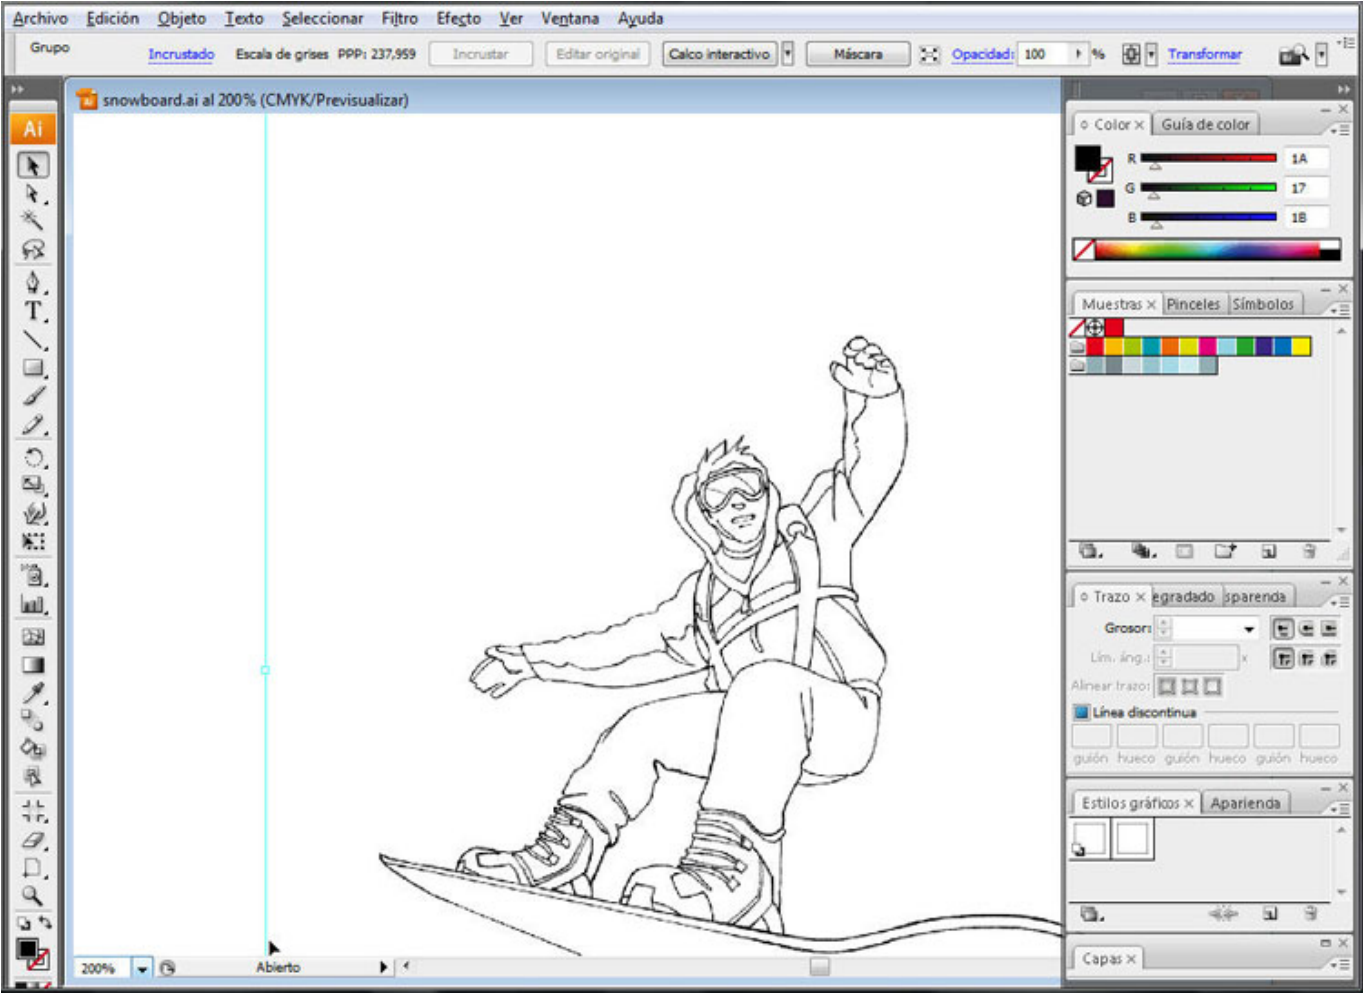 Archivo Edición Objeto Texto Seleccionar Filtro Efecto Ver Ventana Ayuda
Grupo Incrustado Escala de grises PPP: 237,959 Incrustar Editar original Calco interactivo Máscara Opacidad: 100 % Transformar
snowboard.ai al 200% (CMYK/Previsualizar)
Ai
T
Color Guía de color
R 1A
G 17
B 1B
Muestras Pinceles Símbolos
Trazo egradado sparenda
Grosor:
Lím. áng.: x
Alinear trazo:
Línea discontinua
guión hueco guión hueco guión hueco
Estilos gráficos Apariencia
Capas
200% Abierto